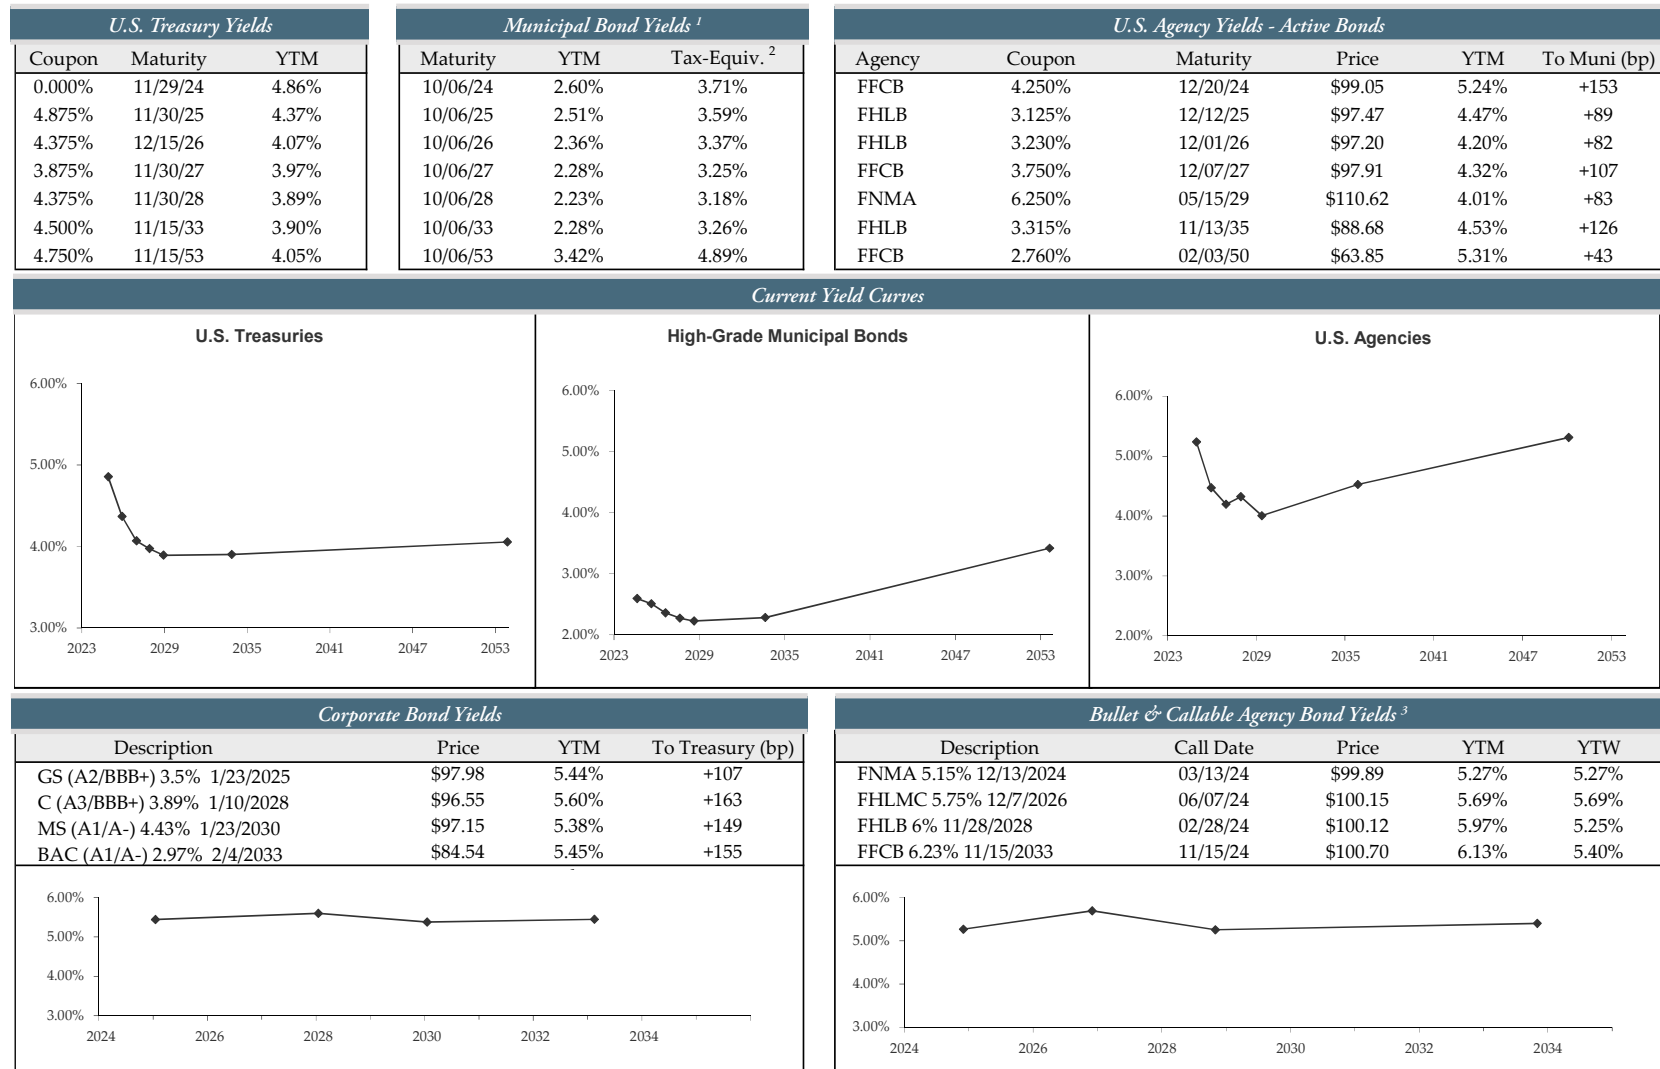 U.S. Treasury Yields
Coupon Maturity YTM
0.000% 11/29/24 4.86%
4.875% 11/30/25 4.37%
4.375% 12/15/26 4.07%
3.875% 11/30/27 3.97%
4.375% 11/30/28 3.89%
4.500% 11/15/33 3.90%
4.750% 11/15/53 4.05%
Municipal Bond Yields 1
Maturity YTM Tax-Equiv. 2
10/06/24 2.60% 3.71%
10/06/25 2.51% 3.59%
10/06/26 2.36% 3.37%
10/06/27 2.28% 3.25%
10/06/28 2.23% 3.18%
10/06/33 2.28% 3.26%
10/06/53 3.42% 4.89%
U.S. Agency Yields - Active Bonds
Agency Coupon Maturity Price YTM To Muni (bp)
FFCB 4.250% 12/20/24 $99.05 5.24% +153
FHLB 3.125% 12/12/25 $97.47 4.47% +89
FHLB 3.230% 12/01/26 $97.20 4.20% +82
FFCB 3.750% 12/07/27 $97.91 4.32% +107
FNMA 6.250% 05/15/29 $110.62 4.01% +83
FHLB 3.315% 11/13/35 $88.68 4.53% +126
FFCB 2.760% 02/03/50 $63.85 5.31% +43
Current Yield Curves
U.S. Treasuries
6.00%
5.00%
4.00%
3.00%
2023 2029 2035 2041 2047 2053
High-Grade Municipal Bonds
6.00%
5.00%
4.00%
3.00%
2.00%
2023 2029 2035 2041 2047 2053
U.S. Agencies
6.00%
5.00%
4.00%
3.00%
2.00%
2023 2029 2035 2041 2047 2053
Corporate Bond Yields
Description Price YTM To Treasury (bp)
GS (A2/BBB+) 3.5% 1/23/2025 $97.98 5.44% +107
C (A3/BBB+) 3.89% 1/10/2028 $96.55 5.60% +163
MS (A1/A-) 4.43% 1/23/2030 $97.15 5.38% +149
BAC (A1/A-) 2.97% 2/4/2033 $84.54 5.45% +155
6.00%
5.00%
4.00%
3.00%
2024 2026 2028 2030 2032 2034
Bullet & Callable Agency Bond Yields 3
Description Call Date Price YTM YTW
FNMA 5.15% 12/13/2024 03/13/24 $99.89 5.27% 5.27%
FHLMC 5.75% 12/7/2026 06/07/24 $100.15 5.69% 5.69%
FHLB 6% 11/28/2028 02/28/24 $100.12 5.97% 5.25%
FFCB 6.23% 11/15/2033 11/15/24 $100.70 6.13% 5.40%
6.00%
5.00%
4.00%
3.00%
2024 2026 2028 2030 2032 2034